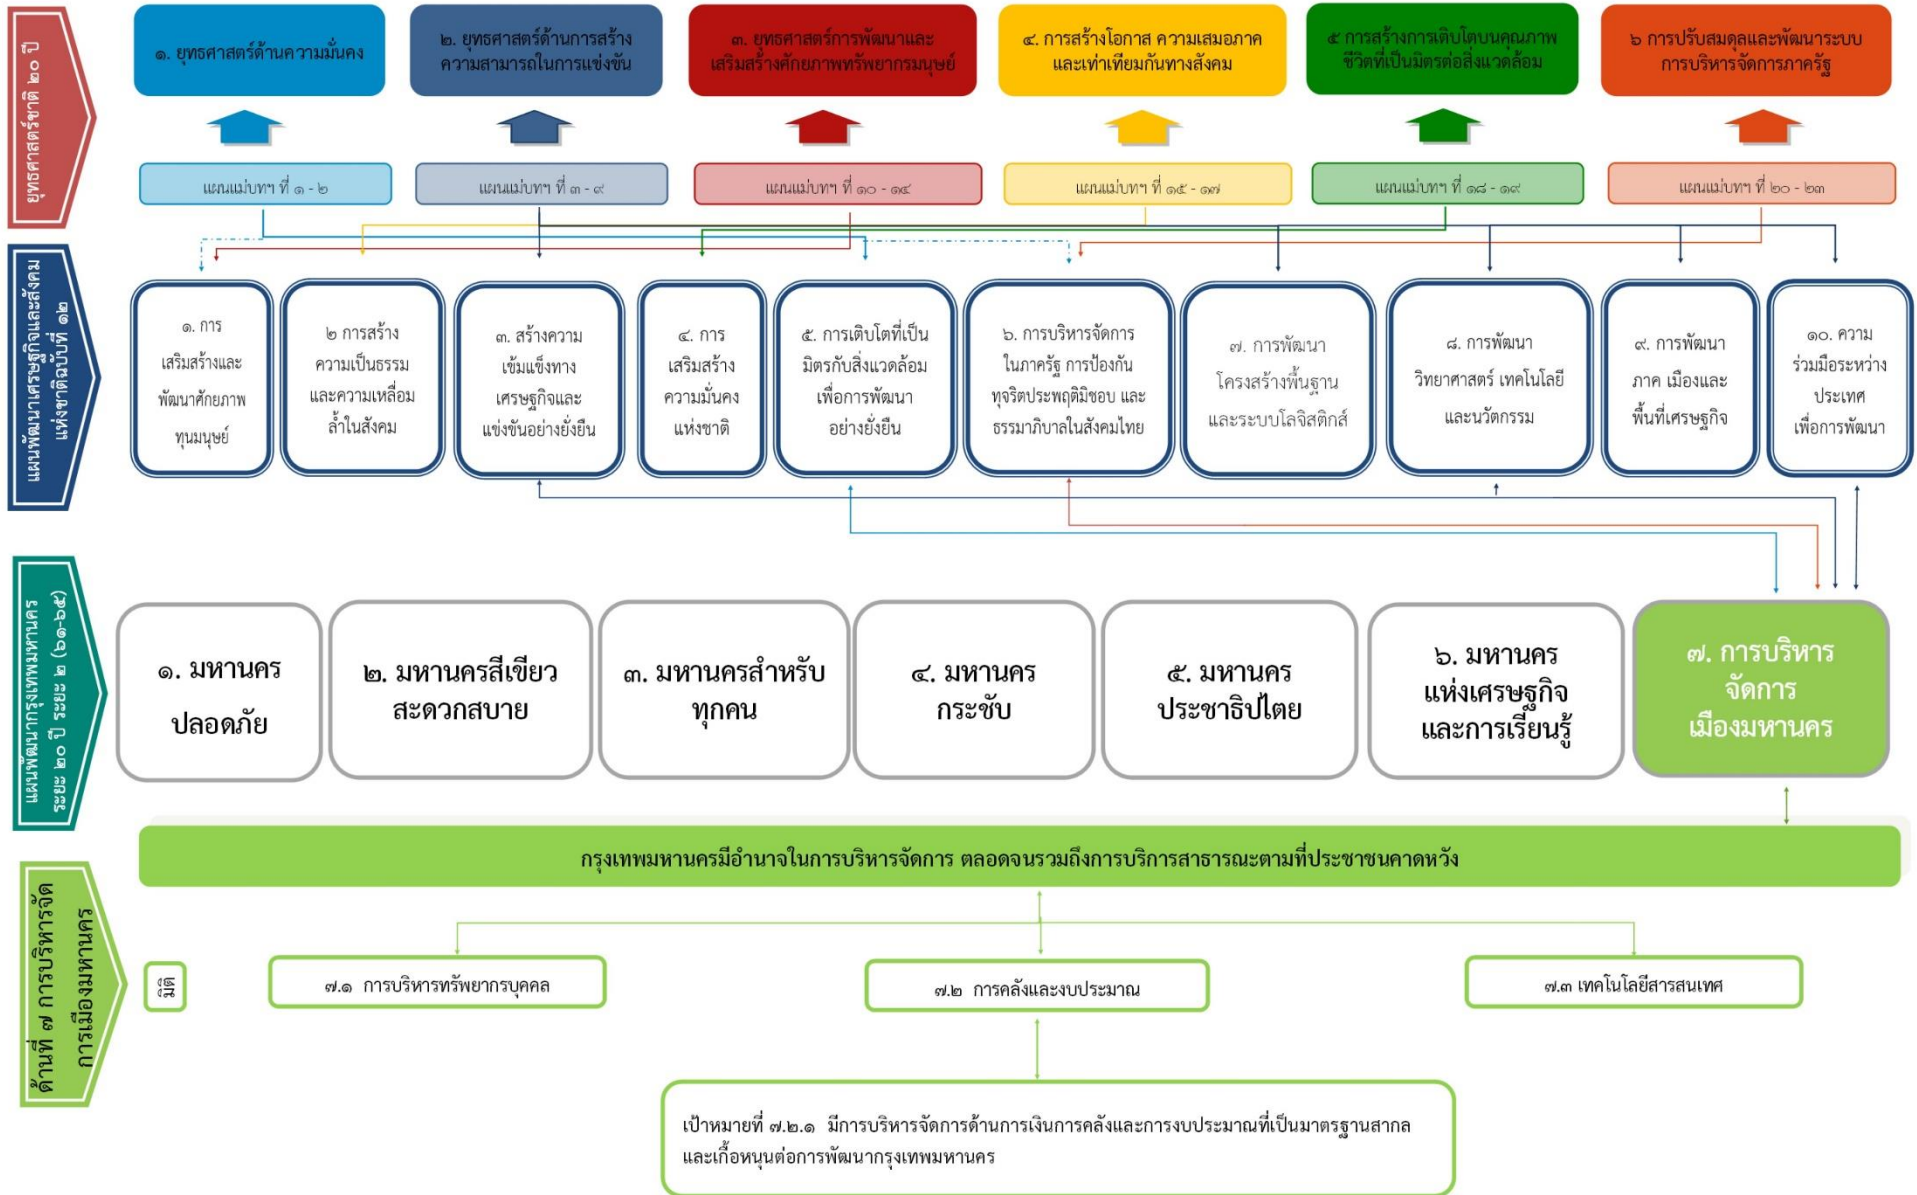 ยุทธศาสตร์ชาติ ๒๐ ปี
๑. ยุทธศาสตร์ด้านความมั่นคง
๒. ยุทธศาสตร์ด้านการสร้าง
ความสามารถในการแข่งขัน
๓. ยุทธศาสตร์การพัฒนาและ
เสริมสร้างศักยภาพทรัพยากรมนุษย์
๔. การสร้างโอกาส ความเสมอภาค
และเท่าเทียมกันทางสังคม
๕ การสร้างการเติบโตบนคุณภาพ
ชีวิตที่เป็นมิตรต่อสิ่งแวดล้อม
๖ การปรับสมดุลและพัฒนาระบบ
การบริหารจัดการภาครัฐ
แผนแม่บทฯ ที่ ๑ - ๒
แผนแม่บทฯ ที่ ๓ - ๙
แผนแม่บทฯ ที่ ๑๐ - ๑๔
แผนแม่บทฯ ที่ ๑๕ - ๑๗
แผนแม่บทฯ ที่ ๑๘ - ๑๙
แผนแม่บทฯ ที่ ๒๐ - ๒๓
แผนพัฒนาเศรษฐกิจและสังคม
แห่งชาติฉบับที่ ๑๒
๑. การ
เสริมสร้างและ
พัฒนาศักยภาพ
ทุนมนุษย์
๒ การสร้าง
ความเป็นธรรม
และความเหลื่อม
ล้ำในสังคม
๓. สร้างความ
เข้มแข็งทาง
เศรษฐกิจและ
แข่งขันอย่างยั่งยืน
๔. การ
เสริมสร้าง
ความมั่นคง
แห่งชาติ
๕. การเติบโตที่เป็น
มิตรกับสิ่งแวดล้อม
เพื่อการพัฒนา
อย่างยั่งยืน
๖. การบริหารจัดการ
ในภาครัฐ การป้องกัน
ทุจริตประพฤติมิชอบ และ
ธรรมาภิบาลในสังคมไทย
๗. การพัฒนา
โครงสร้างพื้นฐาน
และระบบโลจิสติกส์
๘. การพัฒนา
วิทยาศาสตร์ เทคโนโลยี
และนวัตกรรม
๙. การพัฒนา
ภาค เมืองและ
พื้นที่เศรษฐกิจ
๑๐. ความ
ร่วมมือระหว่าง
ประเทศ
เพื่อการพัฒนา
แผนพัฒนากรุงเทพมหานคร
ระยะ ๒๐ ปี ระยะ ๒ (๖๑-๖๕)
๑. มหานคร
ปลอดภัย
๒. มหานครสีเขียว
สะดวกสบาย
๓. มหานครสำหรับ
ทุกคน
๔. มหานคร
กระชับ
๕. มหานคร
ประชาธิปไตย
๖. มหานคร
แห่งเศรษฐกิจ
และการเรียนรู้
๗. การบริหาร
จัดการ
เมืองมหานคร
กรุงเทพมหานครมีอำนาจในการบริหารจัดการ ตลอดจนรวมถึงการบริการสาธารณะตามที่ประชาชนคาดหวัง
ด้านที่ ๗ การบริหารจัด
การเมืองมหานคร
มิติ
๗.๑ การบริหารทรัพยากรบุคคล
๗.๒ การคลังและงบประมาณ
๗.๓ เทคโนโลยีสารสนเทศ
เป้าหมายที่ ๗.๒.๑ มีการบริหารจัดการด้านการเงินการคลังและการงบประมาณที่เป็นมาตรฐานสากล
และเกื้อหนุนต่อการพัฒนากรุงเทพมหานคร